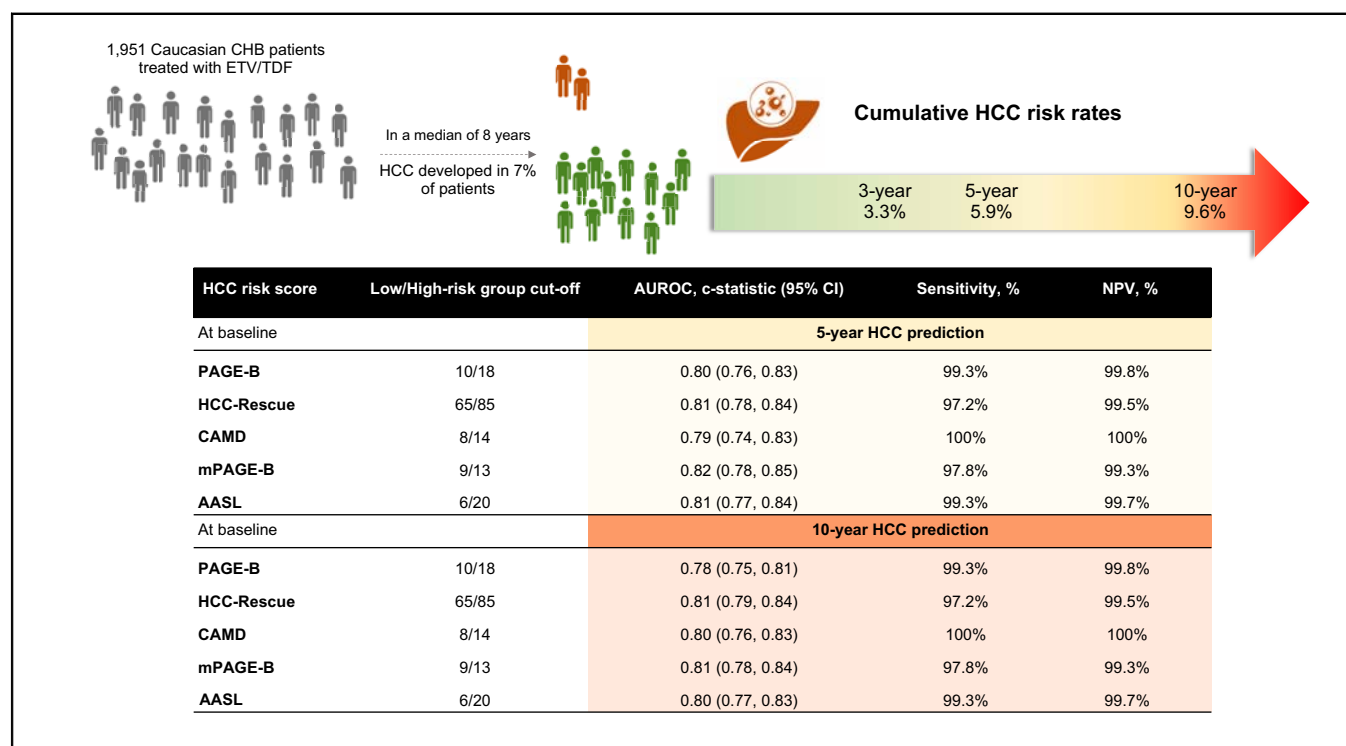 1,951 Caucasian CHB patients
treated with ETV/TDF
In a median of 8 years
HCC developed in 7%
of patients
Cumulative HCC risk rates
3-year 5-year 10-year
3.3% 5.9% 9.6%
HCC risk score Low/High-risk group cut-off AUROC, c-statistic (95% CI) Sensitivity, % NPV, %
At baseline 5-year HCC prediction
PAGE-B 10/18 0.80 (0.76, 0.83) 99.3% 99.8%
HCC-Rescue 65/85 0.81 (0.78, 0.84) 97.2% 99.5%
CAMD 8/14 0.79 (0.74, 0.83) 100% 100%
mPAGE-B 9/13 0.82 (0.78, 0.85) 97.8% 99.3%
AASL 6/20 0.81 (0.77, 0.84) 99.3% 99.7%
At baseline 10-year HCC prediction
PAGE-B 10/18 0.78 (0.75, 0.81) 99.3% 99.8%
HCC-Rescue 65/85 0.81 (0.79, 0.84) 97.2% 99.5%
CAMD 8/14 0.80 (0.76, 0.83) 100% 100%
mPAGE-B 9/13 0.81 (0.78, 0.84) 97.8% 99.3%
AASL 6/20 0.80 (0.77, 0.83) 99.3% 99.7%